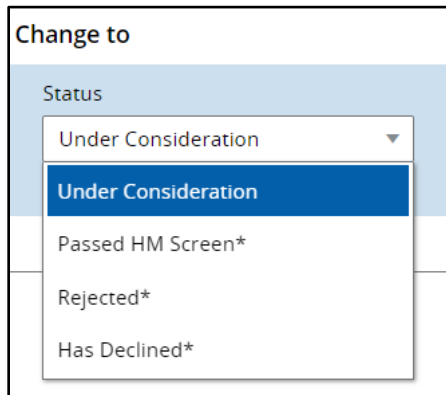 Change to
Status
Under Consideration
Under Consideration
Passed HM Screen*
Rejected*
Has Declined*